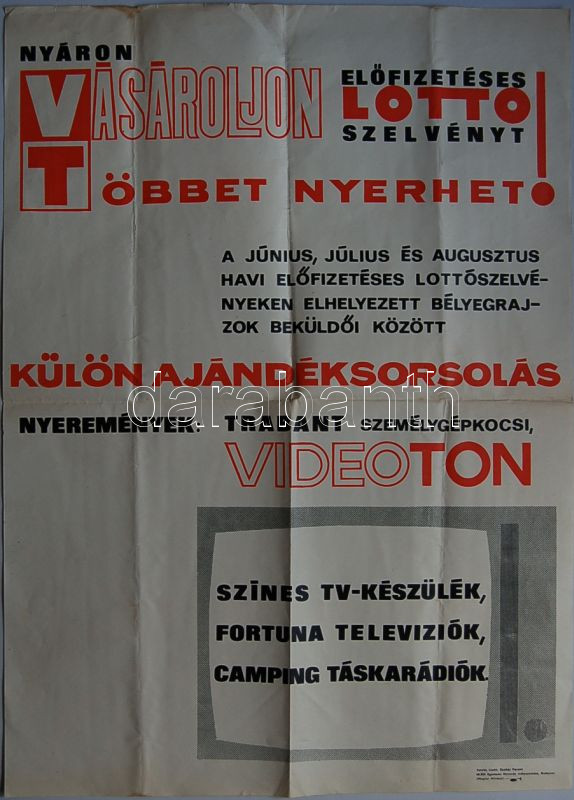 NYÁRON
VÁSÁROLJON ELŐFIZETÉSES
LOTTO
SZELVÉNYT!
TÖBBET NYERHET!
A JÚNIUS, JÚLIUS ÉS AUGUSZTUS
HAVI ELŐFIZETÉSES LOTTÓSZELVÉ-
NYEKEN ELHELYEZETT BÉLYEGRAJ-
ZOK BEKÜLDŐI KÖZÖTT
KÜLÖN AJÁNDÉKSORSOLÁS
darabanth
NYEREMÉNYEK: TRABANT SZEMÉLYGÉPKOCSI,
VIDEOTON
SZÍNES TV-KÉSZÜLÉK,
FORTUNA TELEVIZIÓK,
CAMPING TÁSKARÁDIÓK.